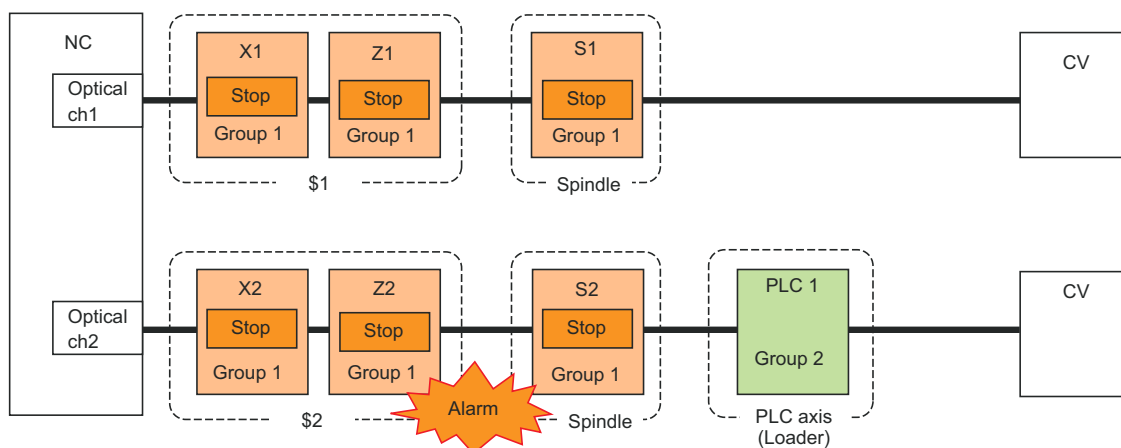 NC
Optical
ch1
X1
Stop
Group 1
Z1
Stop
Group 1
$1
S1
Stop
Group 1
Spindle
CV
Optical
ch2
X2
Stop
Group 1
Z2
Stop
Group 1
$2
Alarm
S2
Stop
Group 1
Spindle
PLC 1
Group 2
PLC axis
(Loader)
CV